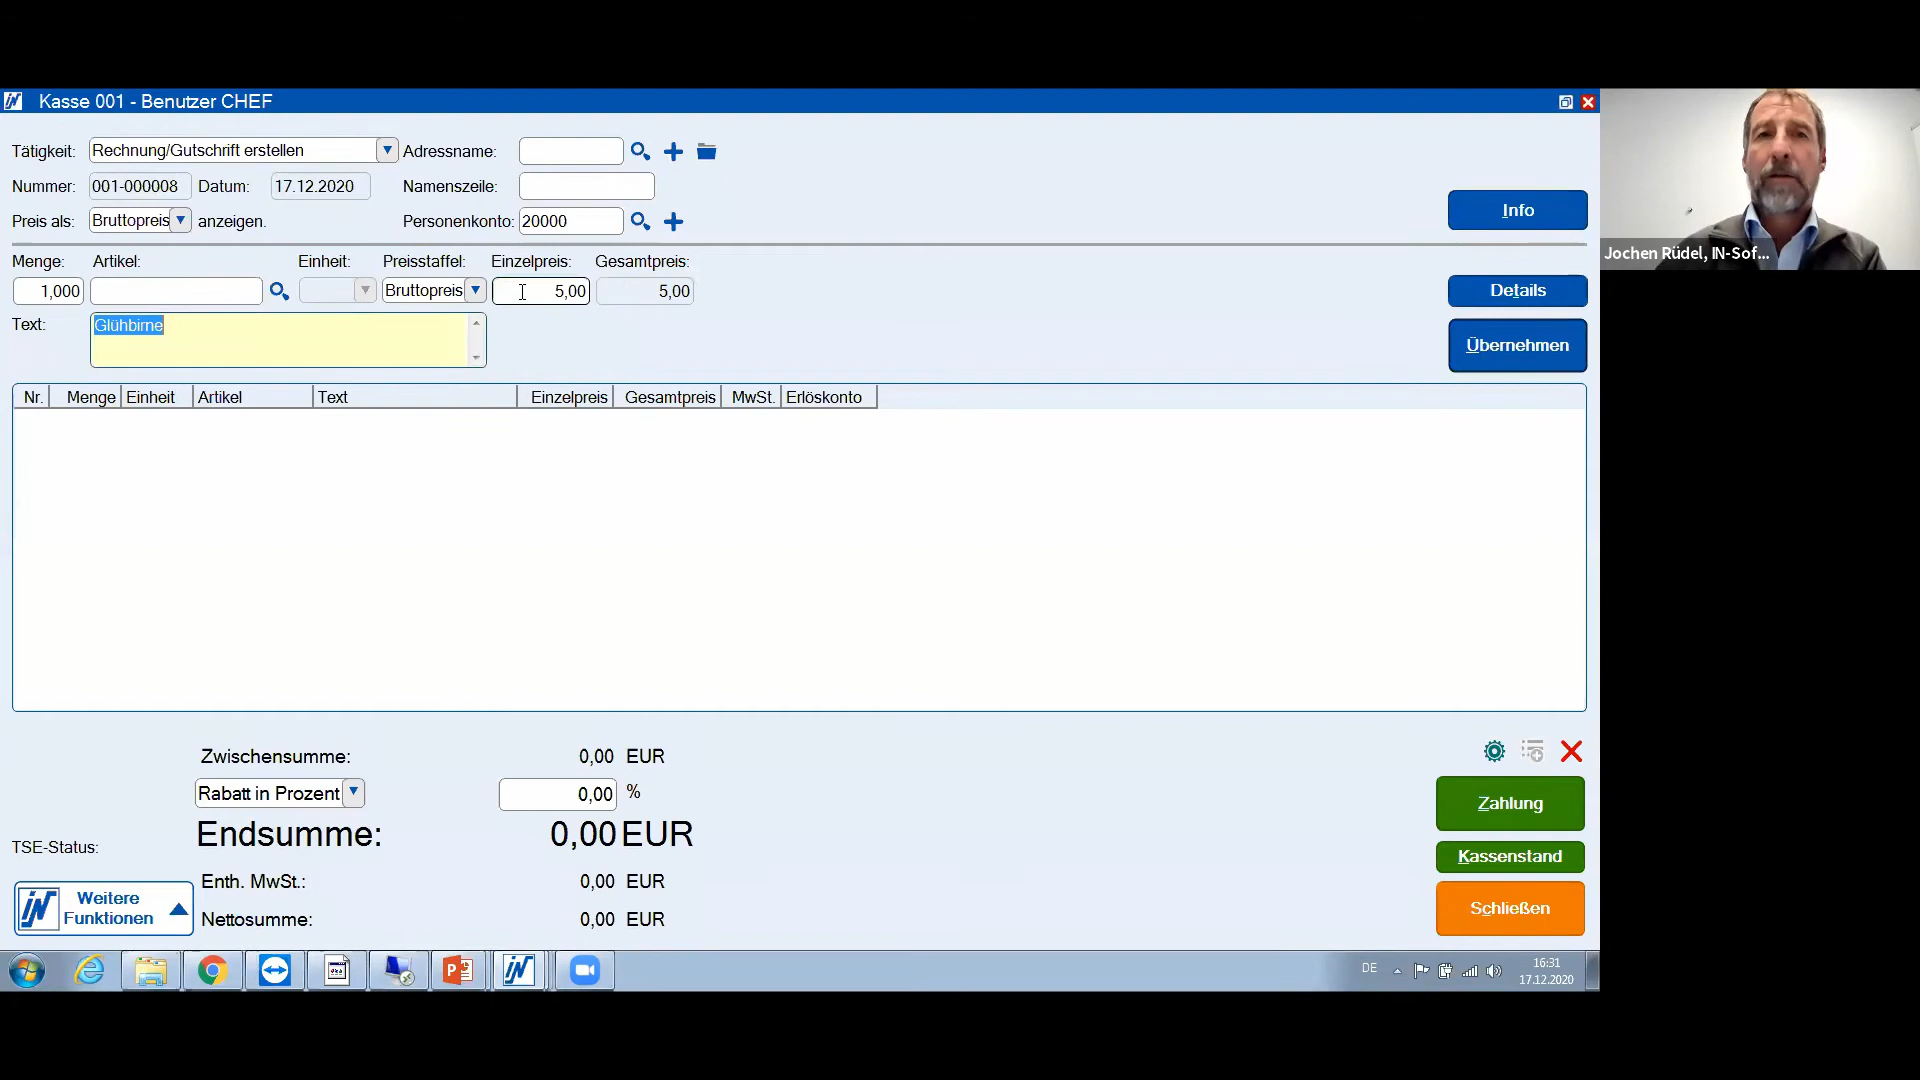 Kasse 001 - Benutzer CHEF
Tätigkeit: Rechnung/Gutschrift erstellen Adressname:
Nummer: 001-000008 Datum: 17.12.2020 Namenszeile:
Preis als: Bruttopreis anzeigen. Personenkonto: 20000
Info
Jochen Rüdel, IN-Sof...
Menge: Artikel: Einheit: Preisstaffel: Einzelpreis: Gesamtpreis:
1,000 Bruttopreis 5,00 5,00
Details
Text: Glühbirne
Übernehmen
Nr. Menge Einheit Artikel Text Einzelpreis Gesamtpreis MwSt. Erlöskonto
Zwischensumme: 0,00 EUR
Rabatt in Prozent 0,00 %
Zahlung
Endsumme: 0,00 EUR
TSE-Status:
Kassenstand
Enth. MwSt.: 0,00 EUR
Weitere Funktionen
Schließen
Nettosumme: 0,00 EUR
DE
16:31
17.12.2020